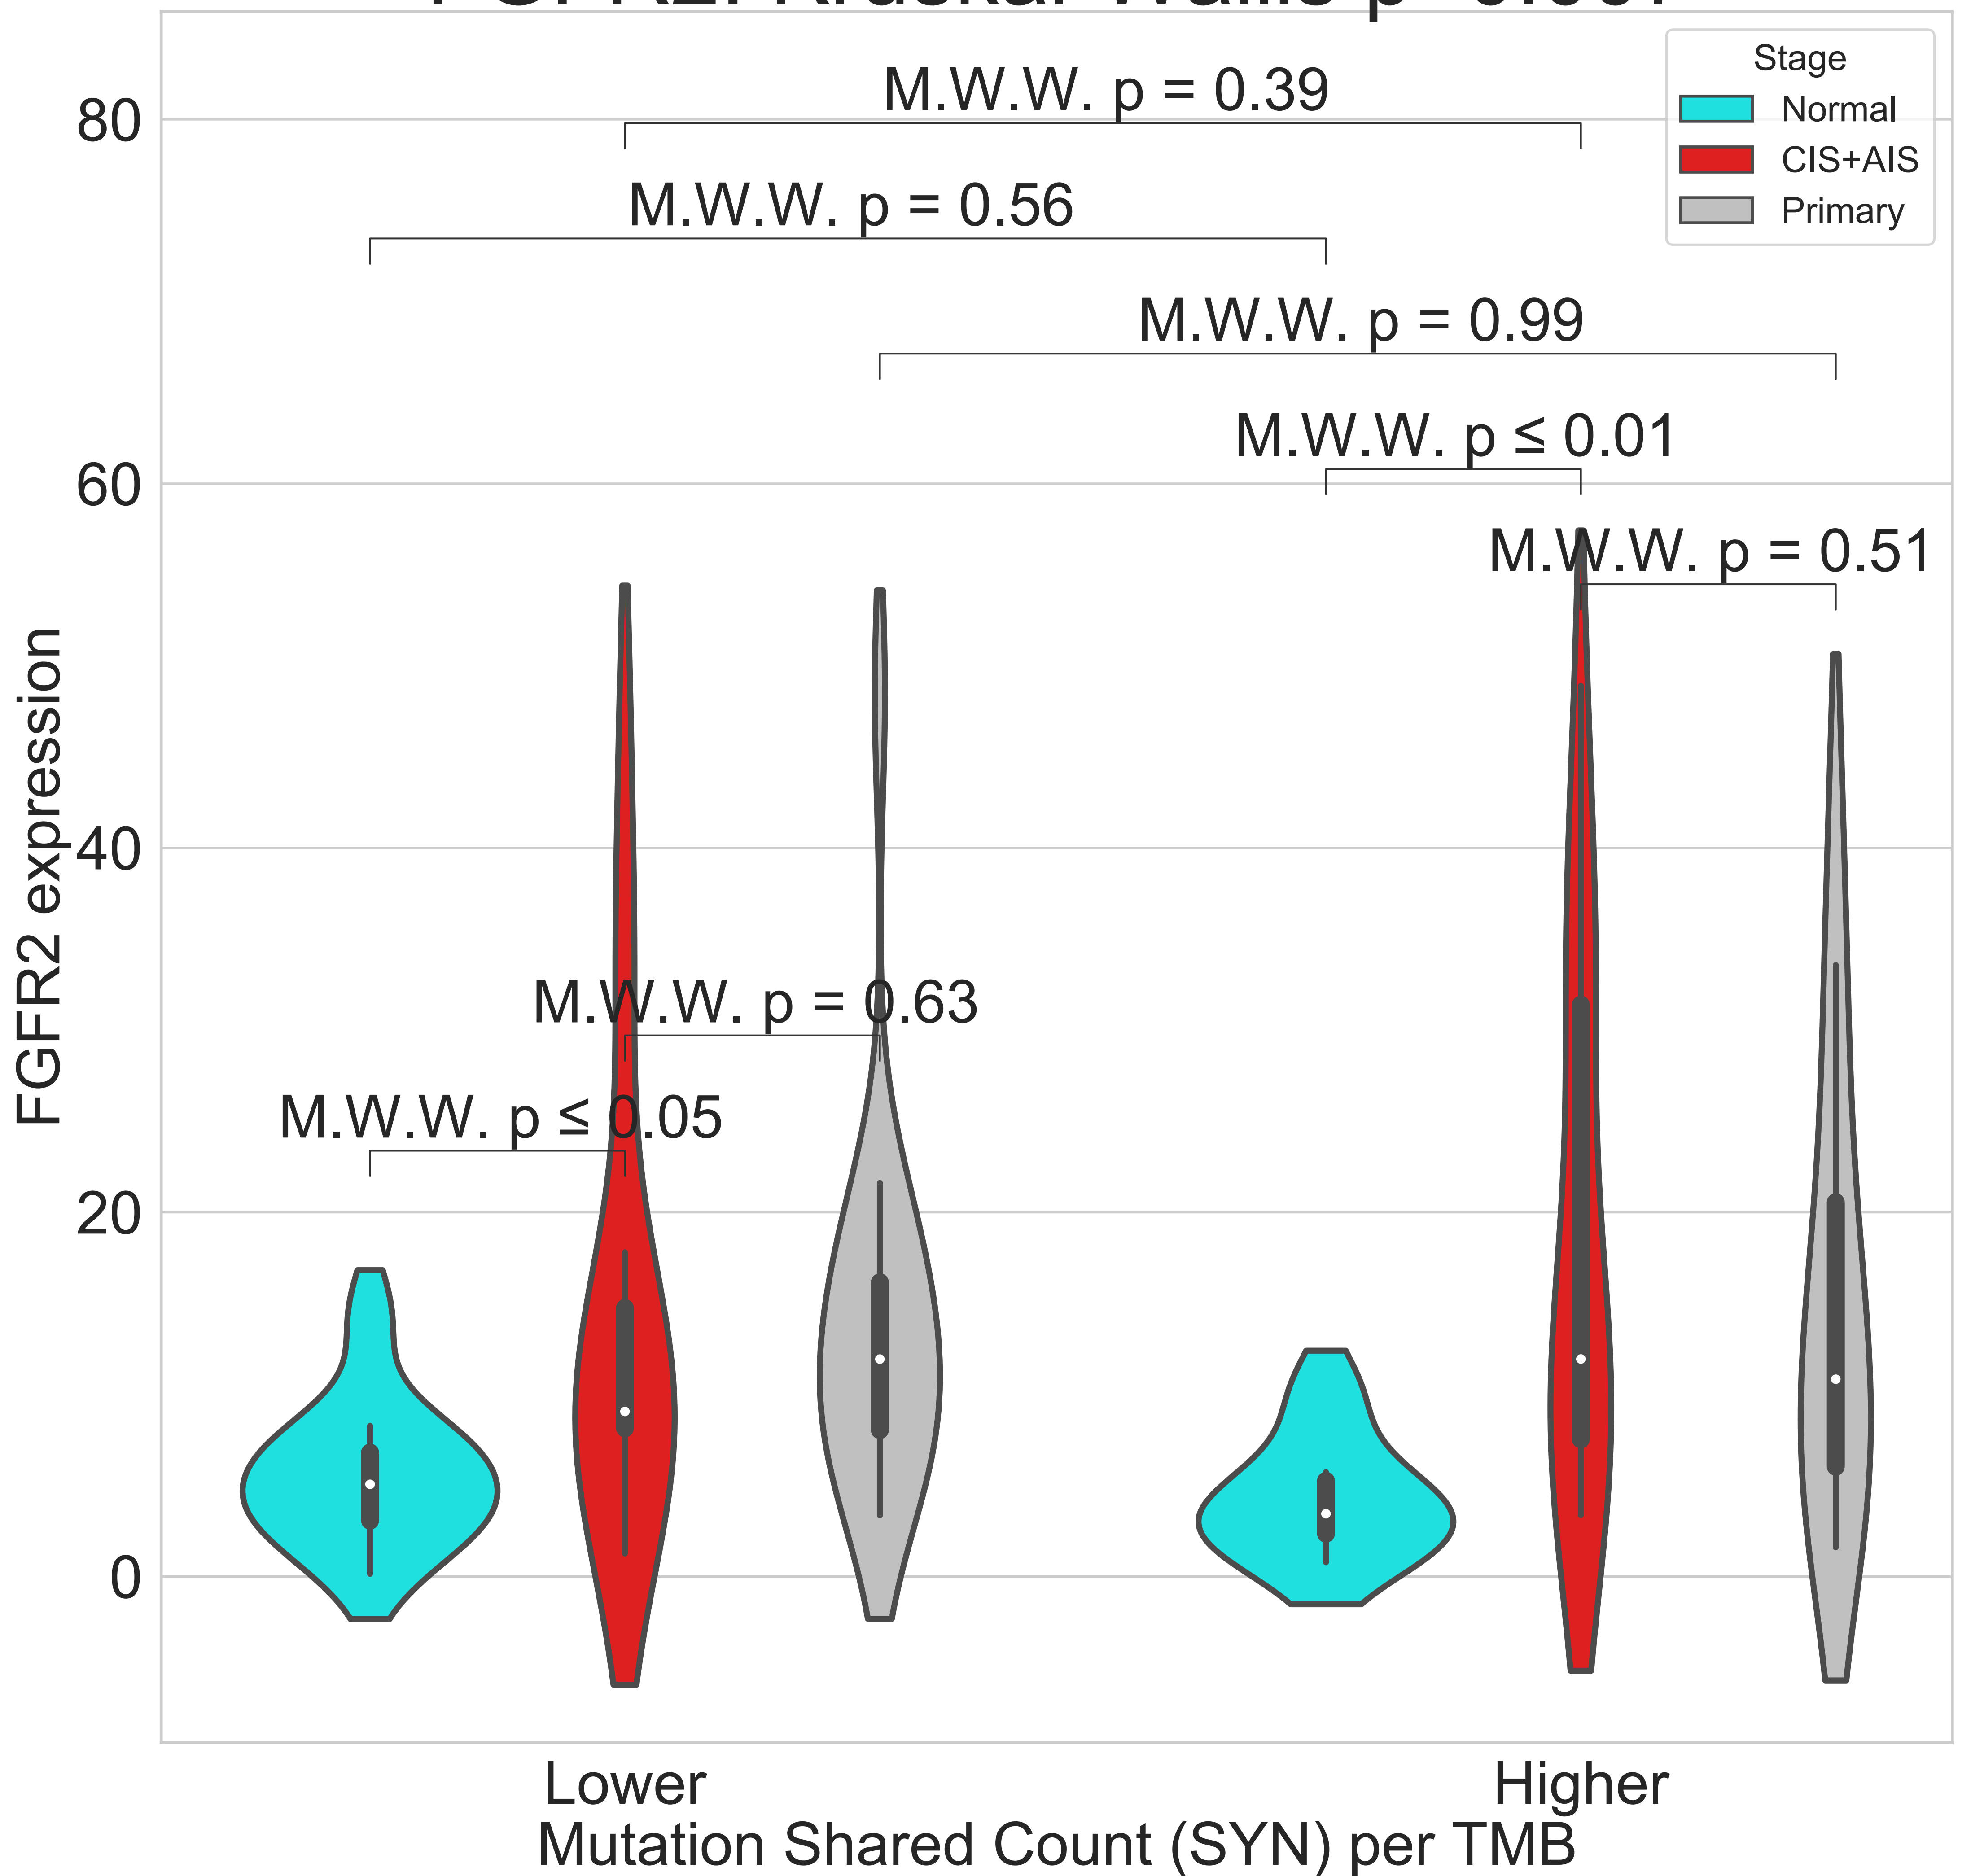 Stage
Normal
CIS+AIS
Primary
M.W.W. p = 0.39
M.W.W. p = 0.56
M.W.W. p = 0.99
M.W.W. p ≤ 0.01
M.W.W. p = 0.51
M.W.W. p = 0.63
M.W.W. p ≤ 0.05
80
60
40
20
0
FGFR2 expression
Lower
Higher
Mutation Shared Count (SYN) per TMB